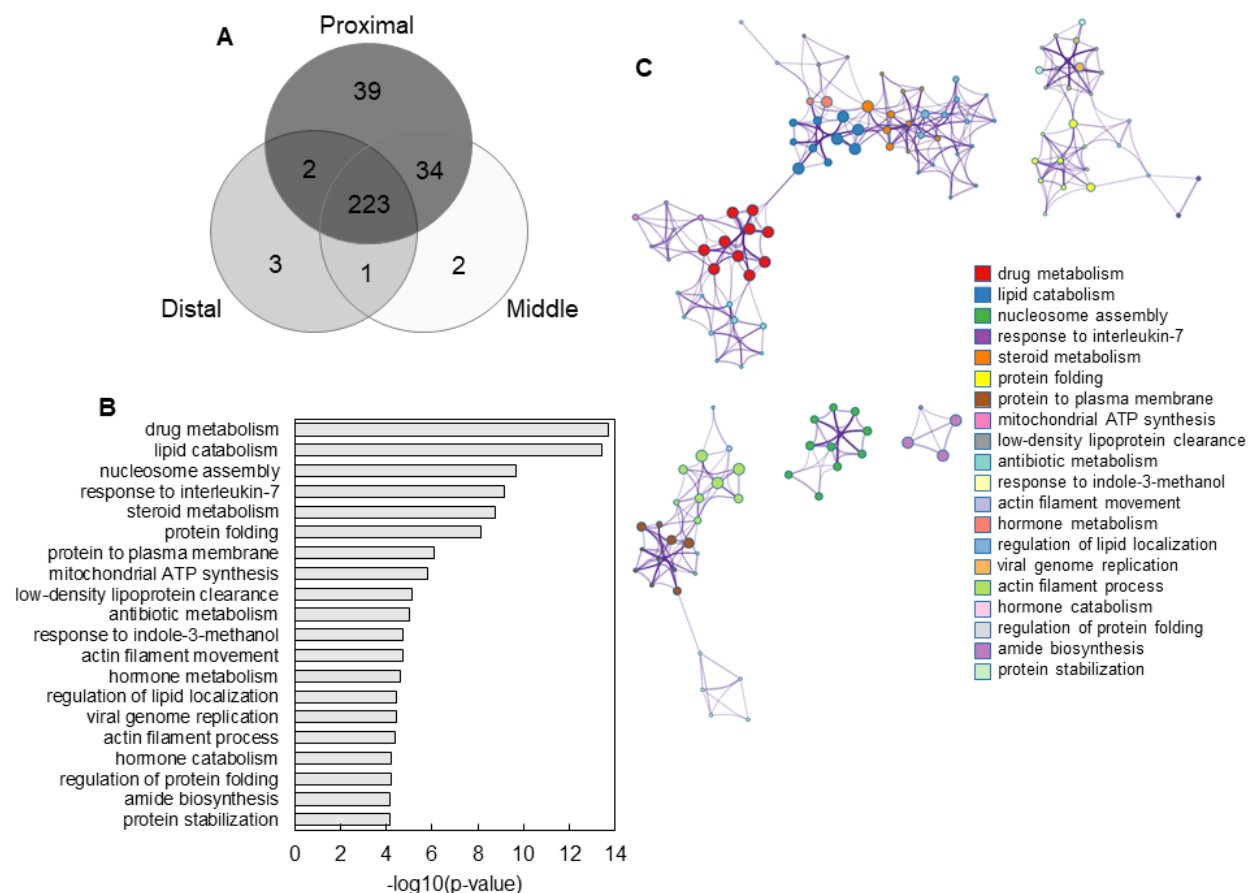 A
Proximal
39
2
34
223
3
1
2
Distal
Middle
B
drug metabolism
lipid catabolism
nucleosome assembly
response to interleukin-7
steroid metabolism
protein folding
protein to plasma membrane
mitochondrial ATP synthesis
low-density lipoprotein clearance
antibiotic metabolism
response to indole-3-methanol
actin filament movement
hormone metabolism
regulation of lipid localization
viral genome replication
actin filament process
hormone catabolism
regulation of protein folding
amide biosynthesis
protein stabilization
0 2 4 6 8 10 12 14
-log10(p-value)
C
drug metabolism
lipid catabolism
nucleosome assembly
response to interleukin-7
steroid metabolism
protein folding
protein to plasma membrane
mitochondrial ATP synthesis
low-density lipoprotein clearance
antibiotic metabolism
response to indole-3-methanol
actin filament movement
hormone metabolism
regulation of lipid localization
viral genome replication
actin filament process
hormone catabolism
regulation of protein folding
amide biosynthesis
protein stabilization